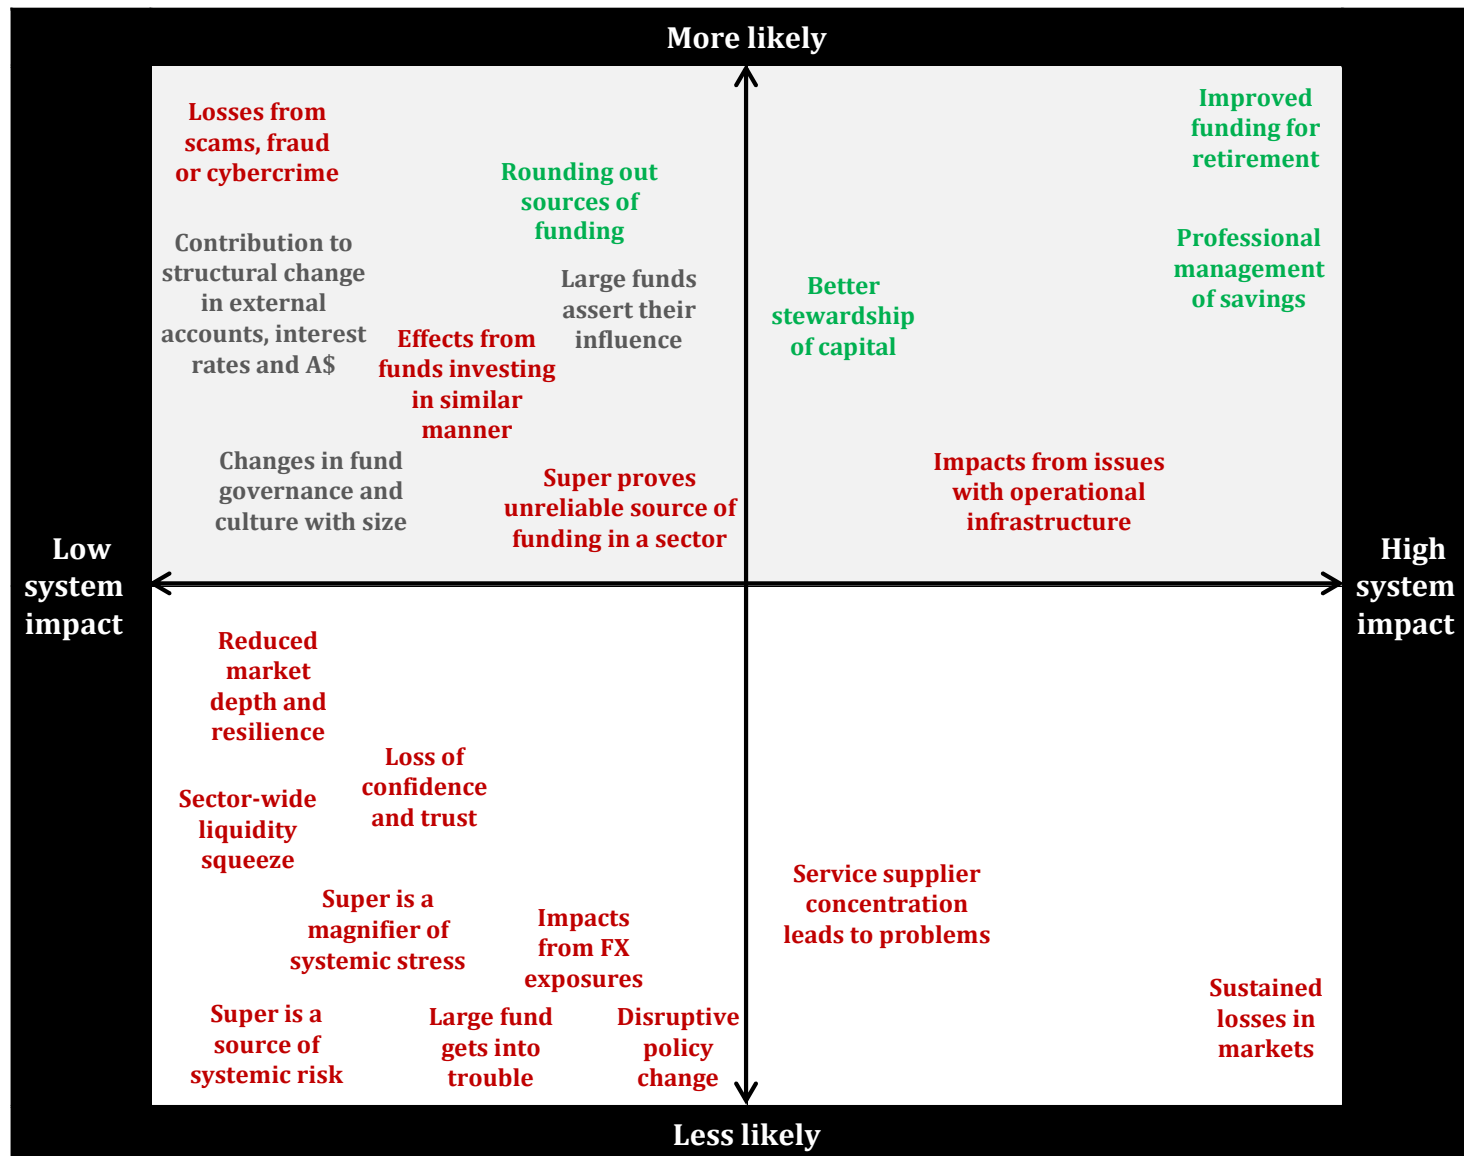 More likely
Losses from
scams, fraud
or cybercrime
Improved
funding for
retirement
Rounding out
sources of
funding
Contribution to
structural change
in external
accounts, interest
rates and A$
Large funds
assert their
influence
Better
stewardship
of capital
Professional
management
of savings
Effects from
funds investing
in similar
manner
Changes in fund
governance and
culture with size
Super proves
unreliable source of
funding in a sector
Impacts from issues
with operational
infrastructure
Low
system
impact
High
system
impact
Reduced
market
depth and
resilience
Loss of
confidence
and trust
Sector-wide
liquidity
squeeze
Service supplier
concentration
leads to problems
Super is a
magnifier of
systemic stress
Impacts
from FX
exposures
Sustained
losses in
markets
Super is a
source of
systemic risk
Large fund
gets into
trouble
Disruptive
policy
change
Less likely